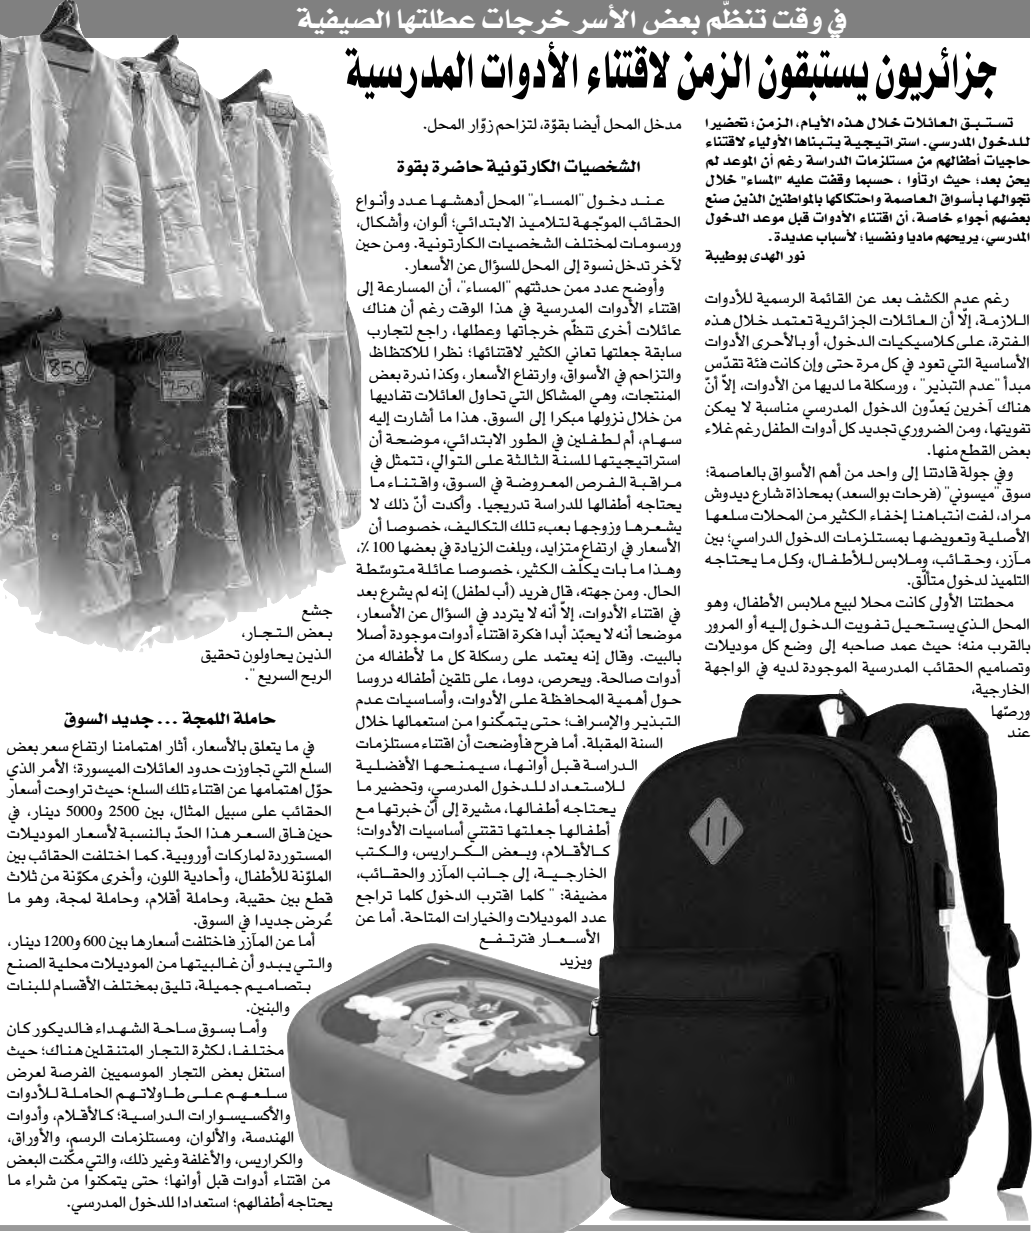 في وقت تنظّم بعض الأسر خرجات عطلتها الصيفية
جزائريون يستبقون الزمن لاقتناء الأدوات المدرسية
تستبق العائلات خلال هذه الأيام، الزمن؛ تحضيرا
للدخول المدرسي. استراتيجية يتبناها الأولياء لاقتناء
حاجيات أطفالهم من مستلزمات الدراسة رغم أن الموعد لم
يحن بعد؛ حيث ارتأوا ، حسبما وقفت عليه "المساء" خلال
تجوالها بأسواق العاصمة واحتكاكها بالمواطنين الذين صنع
بعضهم أجواء خاصة، أن اقتناء الأدوات قبل موعد الدخول
المدرسي، يريحهم ماديا ونفسيا؛ لأسباب عديدة.
نور الهدى بوطيبة
رغم عدم الكشف بعد عن القائمة الرسمية للأدوات
اللازمة، إلّا أن العائلات الجزائرية تعتمد خلال هذه
الفترة، على كلاسيكيات الدخول، أو بالأحرى الأدوات
الأساسية التي تعود في كل مرة حتى وإن كانت فئة تقدّس
مبدأ "عدم التبذير" ، ورسكلة ما لديها من الأدوات، إلاّ أنّ
هناك آخرين يَعدّون الدخول المدرسي مناسبة لا يمكن
تفويتها، ومن الضروري تجديد كل أدوات الطفل رغم غلاء
بعض القطع منها.
وفي جولة قادتنا إلى واحد من أهم الأسواق بالعاصمة؛
سوق "ميسوني" (فرحات بوالسعد) بمحاذاة شارع ديدوش
مراد، لفت انتباهنا إخفاء الكثير من المحلات سلعها
الأصلية وتعويضها بمستلزمات الدخول الدراسي؛ بين
مآزر، وحقائب، وملابس للأطفال، وكل ما يحتاجه
التلميذ لدخول متألّق.
محطتنا الأولى كانت محلا لبيع ملابس الأطفال، وهو
المحل الذي يستحيل تفويت الدخول إليه أو المرور
بالقرب منه؛ حيث عمد صاحبه إلى وضع كل موديلات
وتصاميم الحقائب المدرسية الموجودة لديه في الواجهة
الخارجية،
ورصّها
عند
مدخل المحل أيضا بقوّة، لتزاحم زوّار المحل.
الشخصيات الكارتونية حاضرة بقوة
عند دخول "المساء" المحل أدهشها عدد وأنواع
الحقائب الموجّهة لتلاميذ الابتدائي؛ ألوان، وأشكال،
ورسومات لمختلف الشخصيات الكارتونية. ومن حين
لآخر تدخل نسوة إلى المحل للسؤال عن الأسعار.
وأوضح عدد ممن حدثتهم "المساء"، أن المسارعة إلى
اقتناء الأدوات المدرسية في هذا الوقت رغم أن هناك
عائلات أخرى تنظّم خرجاتها وعطلها، راجع لتجارب
سابقة جعلتها تعاني الكثير لاقتنائها؛ نظرا للاكتظاظ
والتزاحم في الأسواق، وارتفاع الأسعار، وكذا ندرة بعض
المنتجات، وهي المشاكل التي تحاول العائلات تفاديها
من خلال نزولها مبكرا إلى السوق. هذا ما أشارت إليه
سهام، أم لطفلين في الطور الابتدائي، موضحة أن
استراتيجيتها للسنة الثالثة على التوالي، تتمثل في
مراقبة الفرص المعروضة في السوق، واقتناء ما
يحتاجه أطفالها للدراسة تدريجيا. وأكدت أنّ ذلك لا
يشعرها وزوجها بعبء تلك التكاليف، خصوصا أن
الأسعار في ارتفاع متزايد، وبلغت الزيادة في بعضها 100 ٪،
وهذا ما بات يكلّف الكثير، خصوصا عائلة متوسّطة
الحال. ومن جهته، قال فريد (أب لطفل) إنه لم يشرع بعد
في اقتناء الأدوات، إلاّ أنه لا يتردد في السؤال عن الأسعار،
موضحا أنه لا يحبّذ أبدا فكرة اقتناء أدوات موجودة أصلا
بالبيت. وقال إنه يعتمد على رسكلة كل ما لأطفاله من
أدوات صالحة. ويحرص، دوما، على تلقين أطفاله دروسا
حول أهمية المحافظة على الأدوات، وأساسيات عدم
التبذير والإسراف؛ حتى يتمكّنوا من استعمالها خلال
السنة المقبلة. أما فرح فأوضحت أن اقتناء مستلزمات
الدراسة قبل أوانها، سيمنحها الأفضلية
للاستعداد للدخول المدرسي، وتحضير ما
يحتاجه أطفالها، مشيرة إلى أنّ خبرتها مع
أطفالها جعلتها تقتني أساسيات الأدوات؛
كالأقلام، وبعض الكراريس، والكتب
الخارجية، إلى جانب المآزر والحقائب،
مضيفة: " كلما اقترب الدخول كلما تراجع
عدد الموديلات والخيارات المتاحة. أما عن
الأسعار فترتفع
ويزيد
جشع
بعض التجار،
الذين يحاولون تحقيق
الربح السريع ".
حاملة اللمجة ... جديد السوق
في ما يتعلق بالأسعار، أثار اهتمامنا ارتفاع سعر بعض
السلع التي تجاوزت حدود العائلات الميسورة؛ الأمر الذي
حوّل اهتمامها عن اقتناء تلك السلع؛ حيث تراوحت أسعار
الحقائب على سبيل المثال، بين 2500 و5000 دينار، في
حين فاق السعر هذا الحدّ بالنسبة لأسعار الموديلات
المستوردة لماركات أوروبية. كما اختلفت الحقائب بين
الملوّنة للأطفال، وأحادية اللون، وأخرى مكوّنة من ثلاث
قطع بين حقيبة، وحاملة أقلام، وحاملة لمجة، وهو ما
عُرض جديدا في السوق.
أما عن المآزر فاختلفت أسعارها بين 600 و1200 دينار،
والتي يبدو أن غالبيتها من الموديلات محلية الصنع
بتصاميم جميلة، تليق بمختلف الأقسام للبنات
والبنين.
وأما بسوق ساحة الشهداء فالديكور كان
مختلفا، لكثرة التجار المتنقلين هناك؛ حيث
استغل بعض التجار الموسميين الفرصة لعرض
سلعهم على طاولاتهم الحاملة للأدوات
والأكسيسوارات الدراسية؛ كالأقلام، وأدوات
الهندسة، والألوان، ومستلزمات الرسم، والأوراق،
والكراريس، والأغلفة وغير ذلك، والتي مكّنت البعض
من اقتناء أدوات قبل أوانها؛ حتى يتمكنوا من شراء ما
يحتاجه أطفالهم؛ استعدادا للدخول المدرسي.
850
750